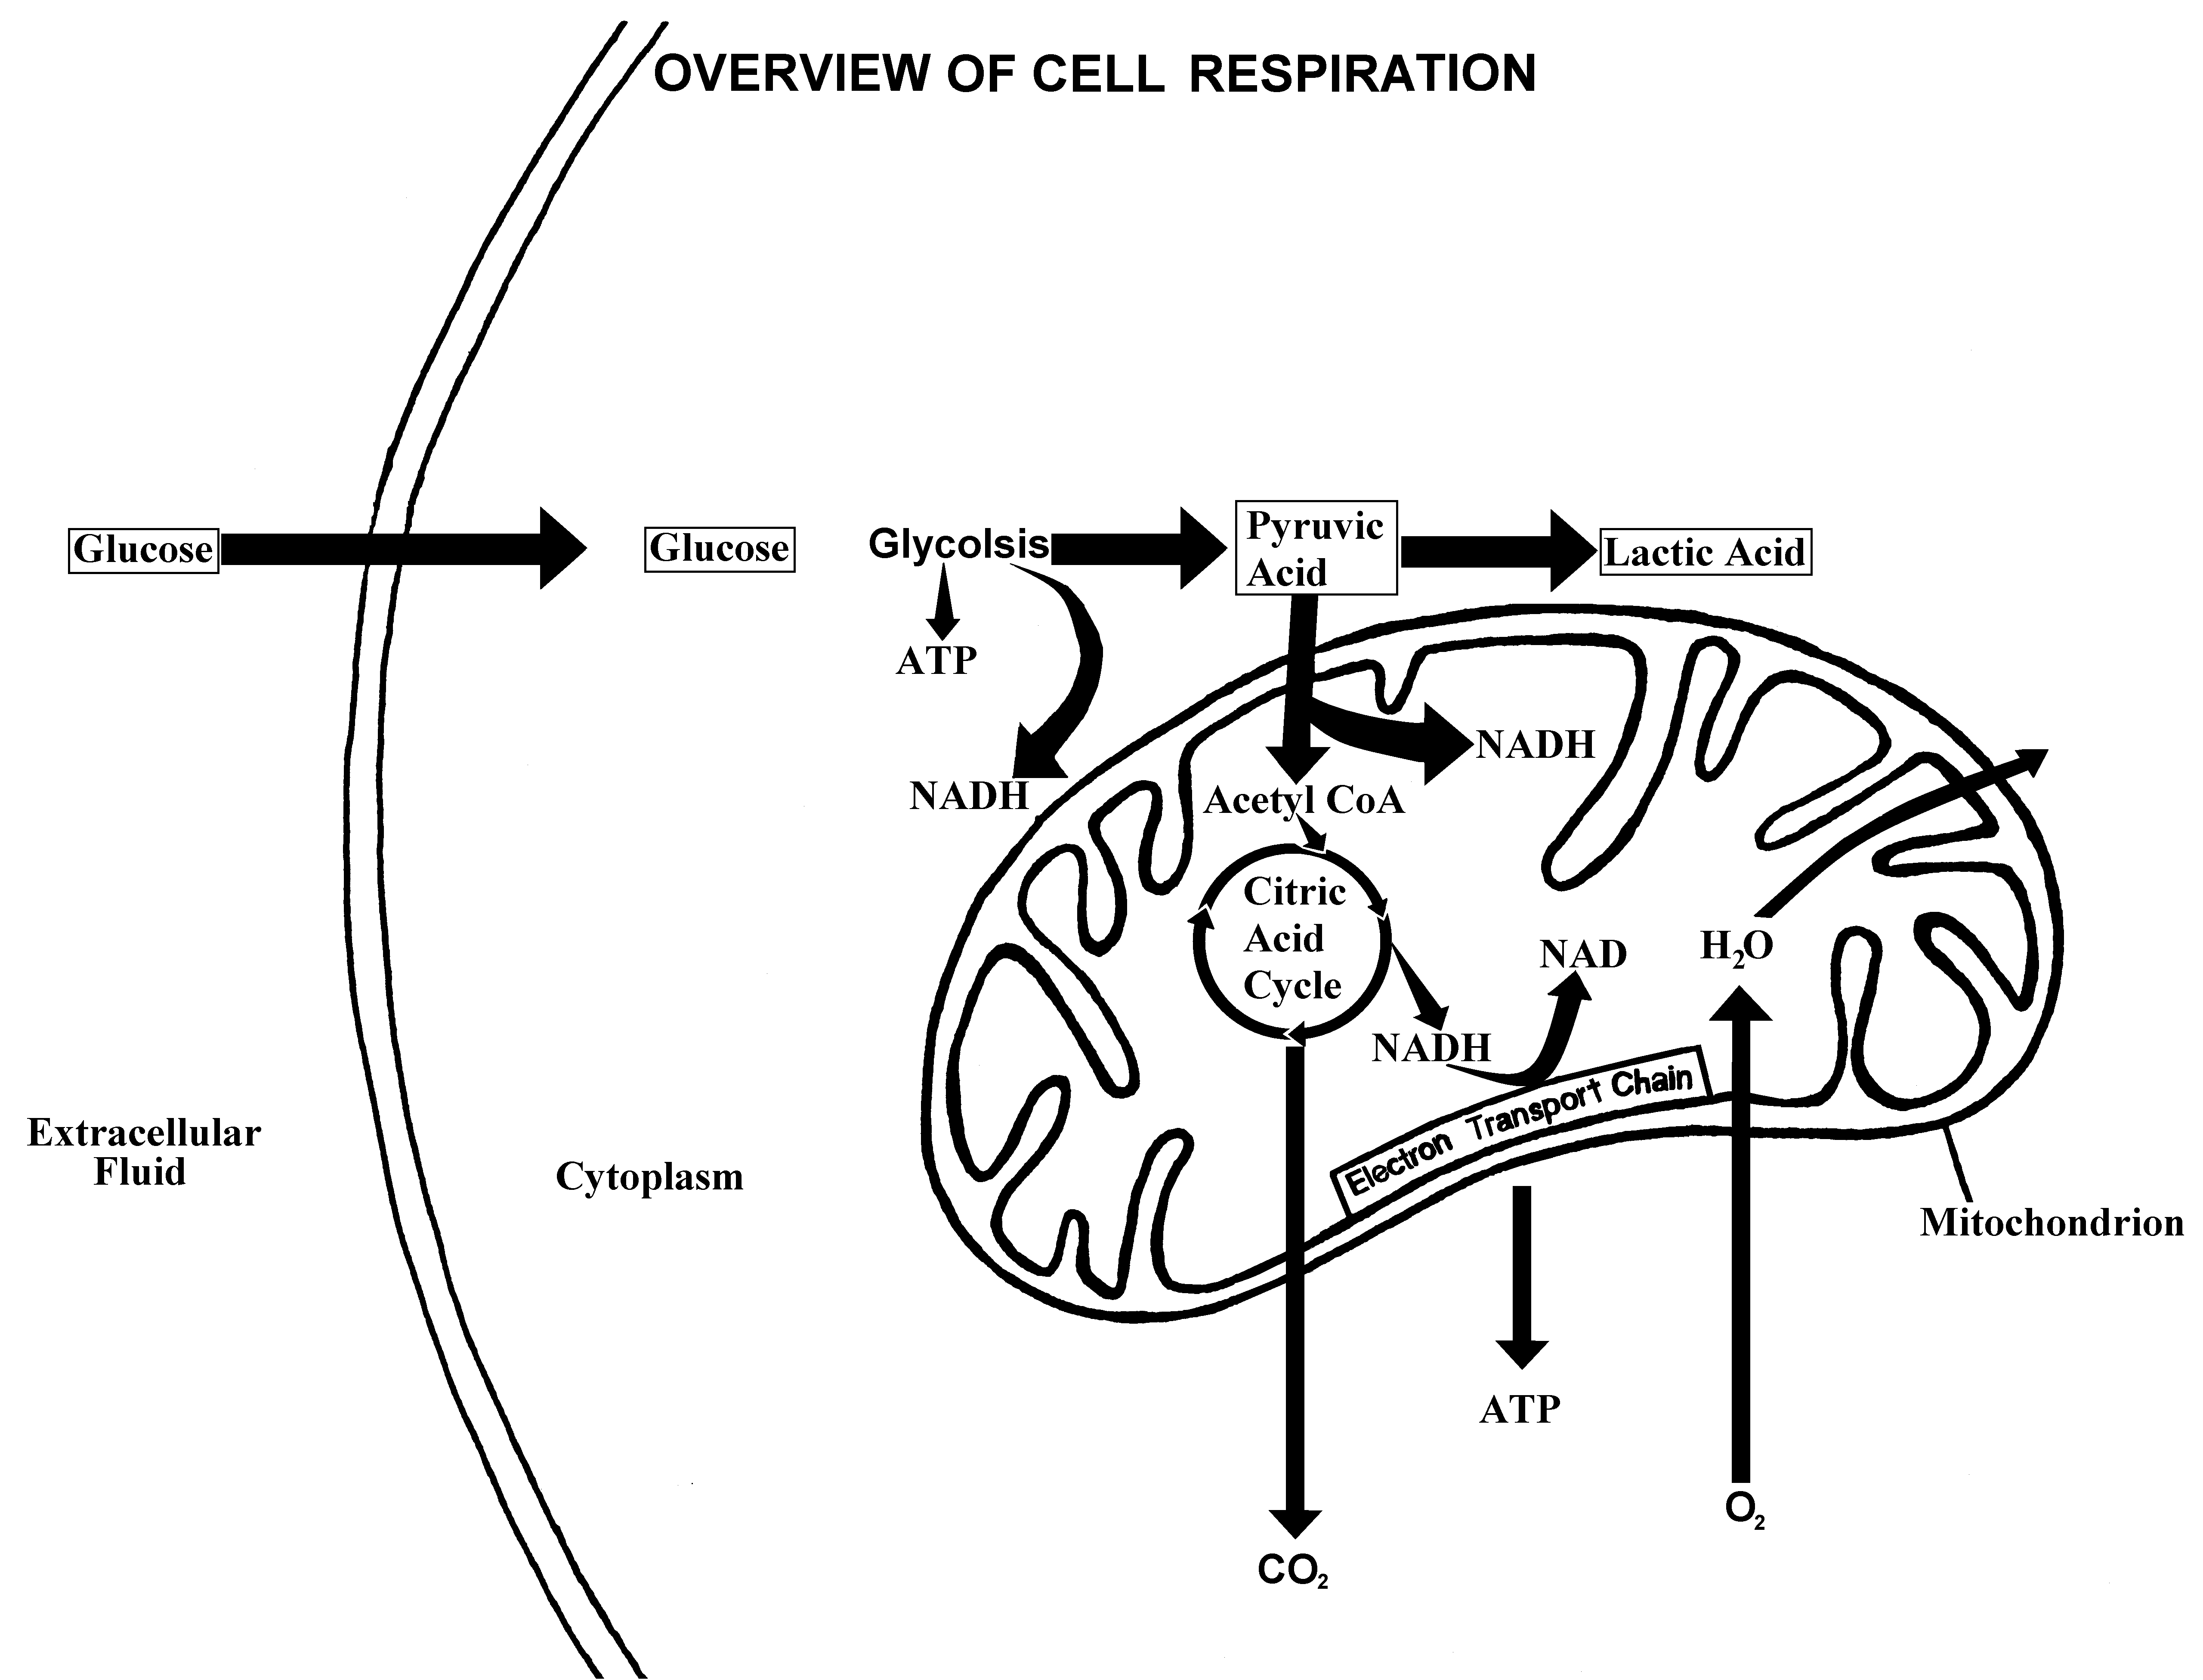 OVERVIEW OF CELL RESPIRATION
Glucose
Glucose
Glycolsis
Pyruvic
Acid
Lactic Acid
ATP
NADH
NADH
Acetyl CoA
Citric
Acid
Cycle
NADH
NAD
H₂O
Electron Transport Chain
Extracellular
Fluid
Cytoplasm
Mitochondrion
ATP
O₂
CO₂